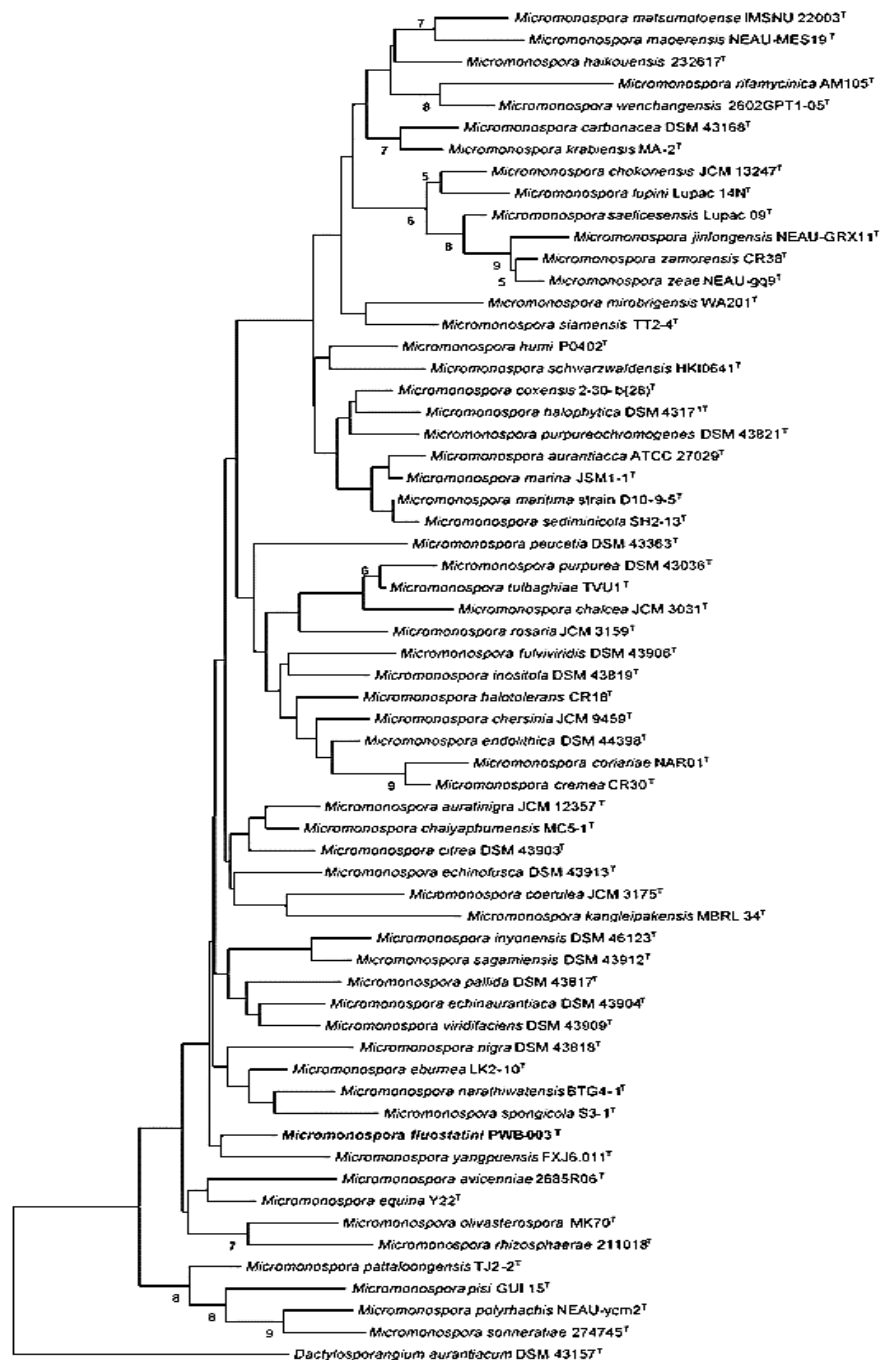 Micromonospora matsumotoense IMSNU 22003T
7
Micromonospora maoerensis NEAU-MES19T
Micromonospora haikouensis 232617T
Micromonospora rifamycinica AM105T
8
Micromonospora wenchangensis 2602GPT1-05T
Micromonospora carbonacea DSM 43168T
7
Micromonospora krabiensis MA-2T
Micromonospora chokoriensis JCM 13247T
5
Micromonospora lupini Lupac 14NT
6
Micromonospora saelicesensis Lupac 09T
8
Micromonospora jinlongensis NEAU-GRX11T
9
Micromonospora zamorensis CR38T
5
Micromonospora zeae NEAU-gq9T
Micromonospora mirobrigensis WA201T
Micromonospora siamensis TT2-4T
Micromonospora humi P0402T
Micromonospora schwarzwaldensis HKI0641T
Micromonospora coxensis 2-30-b(28)T
Micromonospora halophytica DSM 43171T
Micromonospora purpureochromogenes DSM 43821T
Micromonospora aurantiacca ATCC 27029T
Micromonospora marina JSM1-1T
Micromonospora maritima strain D10-9-5T
Micromonospora sediminicola SH2-13T
Micromonospora peucetia DSM 43363T
6
Micromonospora purpurea DSM 43036T
Micromonospora tulbaghiae TVU1T
Micromonospora chalcea JCM 3031T
Micromonospora rosaria JCM 3159T
Micromonospora fulviviridis DSM 43906T
Micromonospora inositola DSM 43819T
Micromonospora halotolerans CR18T
Micromonospora chersinia JCM 9459T
Micromonospora endolithica DSM 44398T
Micromonospora coriariae NAR01T
9
Micromonospora cremea CR30T
Micromonospora auratinigra JCM 12357T
Micromonospora chaiyaphumensis MC5-1T
Micromonospora citrea DSM 43903T
Micromonospora echinofusca DSM 43913T
Micromonospora coerulea JCM 3175T
Micromonospora kangleipakensis MBRL 34T
Micromonospora inyonensis DSM 46123T
Micromonospora sagamiensis DSM 43912T
Micromonospora pallida DSM 43817T
Micromonospora echinaurantiaca DSM 43904T
Micromonospora viridifaciens DSM 43909T
Micromonospora nigra DSM 43818T
Micromonospora eburnea LK2-10T
Micromonospora narathiwatensis BTG4-1T
Micromonospora spongicola S3-1T
Micromonospora fluostatini PWB-003T
Micromonospora yangpuensis FXJ6.011T
Micromonospora avicenniae 2685R06T
Micromonospora equina Y22T
Micromonospora olivasterospora MK70T
7
Micromonospora rhizosphaerae 211018T
Micromonospora pattaloongensis TJ2-2T
8
Micromonospora pisi GUI 15T
8
Micromonospora polyrhachis NEAU-ycm2T
9
Micromonospora sonneratiae 274745T
Dactylosporangium aurantiacum DSM 43157T